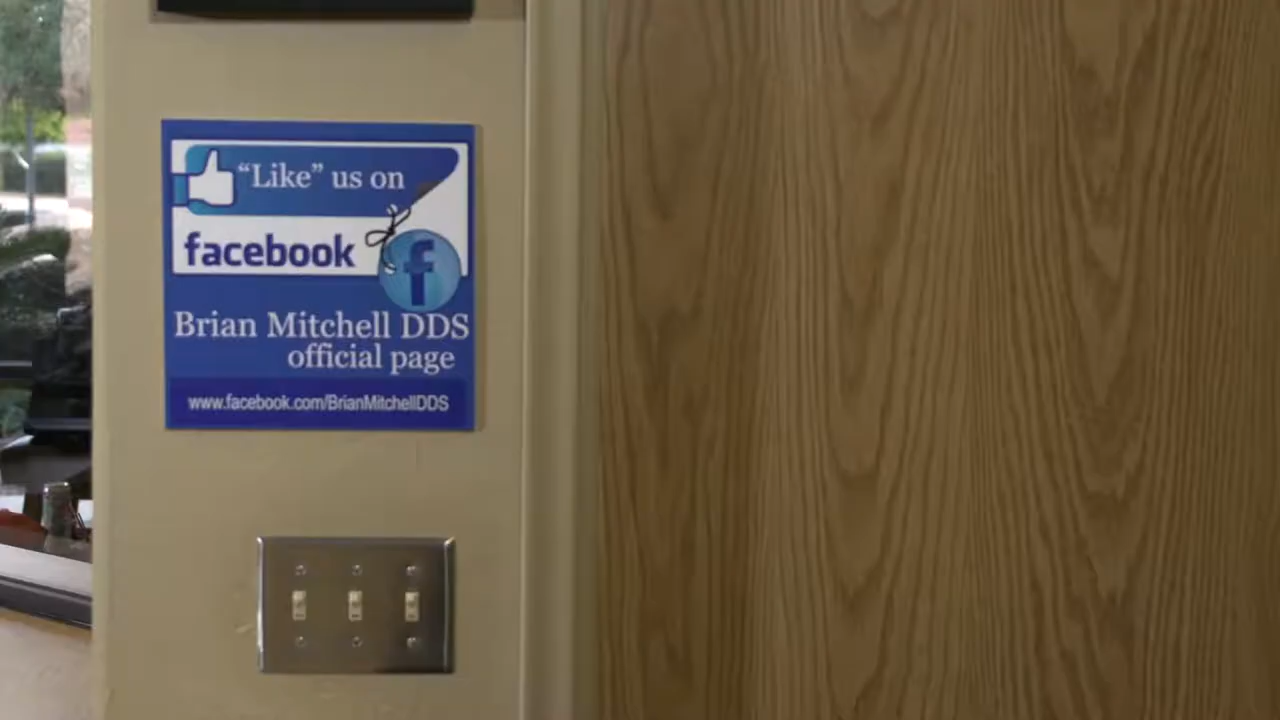 “Like” us on
facebook
f
Brian Mitchell DDS
official page
www.facebook.com/BrianMitchellDDS